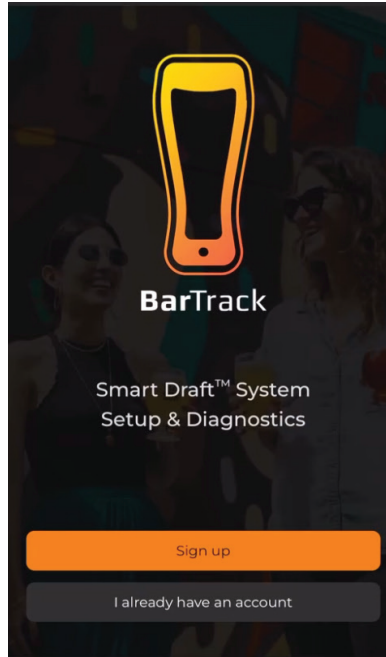 BarTrack
Smart Draft™ System
Setup & Diagnostics
Sign up
I already have an account